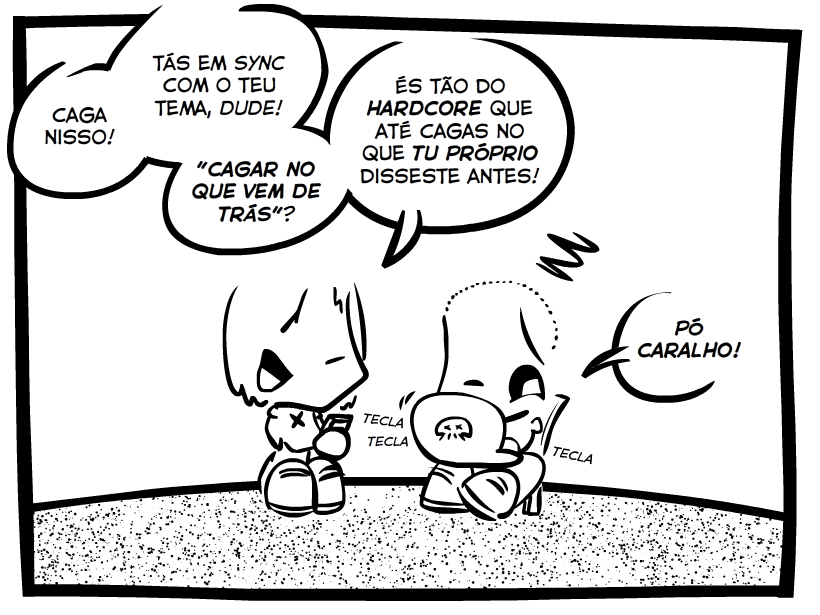 CAGA
NISSO!
TÁS EM SYNC
COM O TEU
TEMA, DUDE!
"CAGAR NO
QUE VEM DE
TRÁS"?
ÉS TÃO DO
HARDCORE QUE
ATÉ CAGAS NO
QUE TU PRÓPRIO
DISSESTE ANTES!
PÓ
CARALHO!
TECLA
TECLA
TECLA